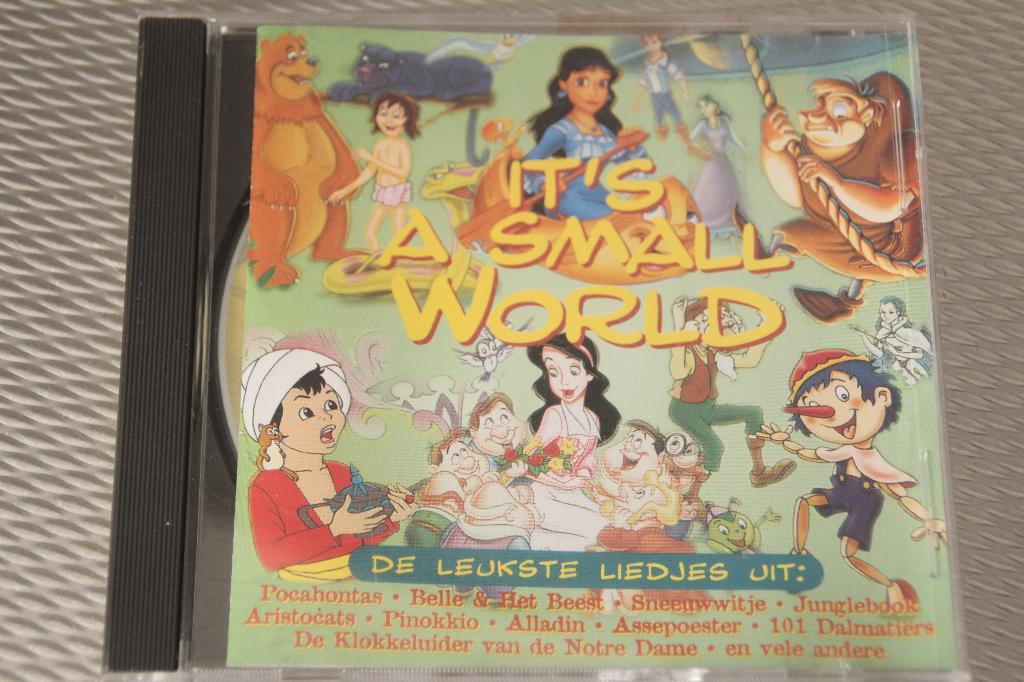 IT'S
A SMALL
WORLD
DE LEUKSTE LIEDJES UIT:
Pocahontas • Belle & Het Beest • Sneeuwwitje • Junglebook
Aristocats • Pinokkio • Alladin • Assepoester • 101 Dalmatiërs
De Klokkeluider van de Notre Dame • en vele andere